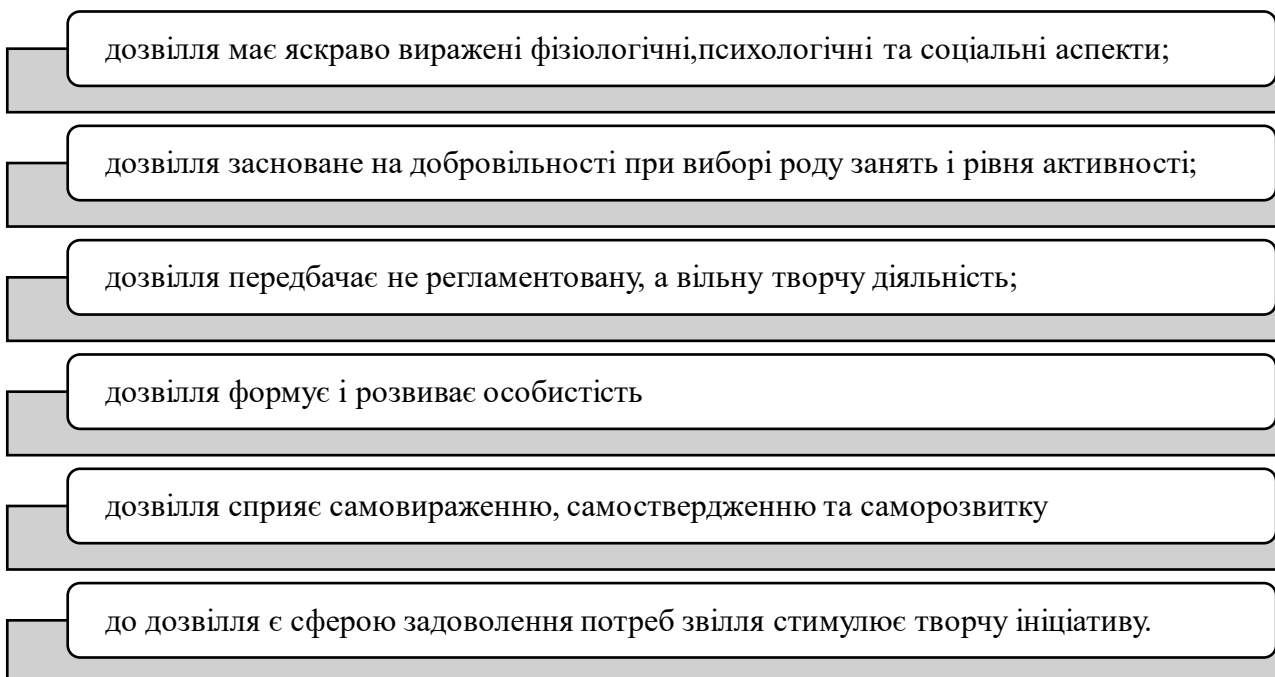 дозвілля має яскраво виражені фізіологічні,психологічні та соціальні аспекти;
дозвілля засноване на добровільності при виборі роду занять і рівня активності;
дозвілля передбачає не регламентовану, а вільну творчу діяльність;
дозвілля формує і розвиває особистість
дозвілля сприяє самовираженню, самоствердженню та саморозвитку
до дозвілля є сферою задоволення потреб звілля стимулює творчу ініціативу.